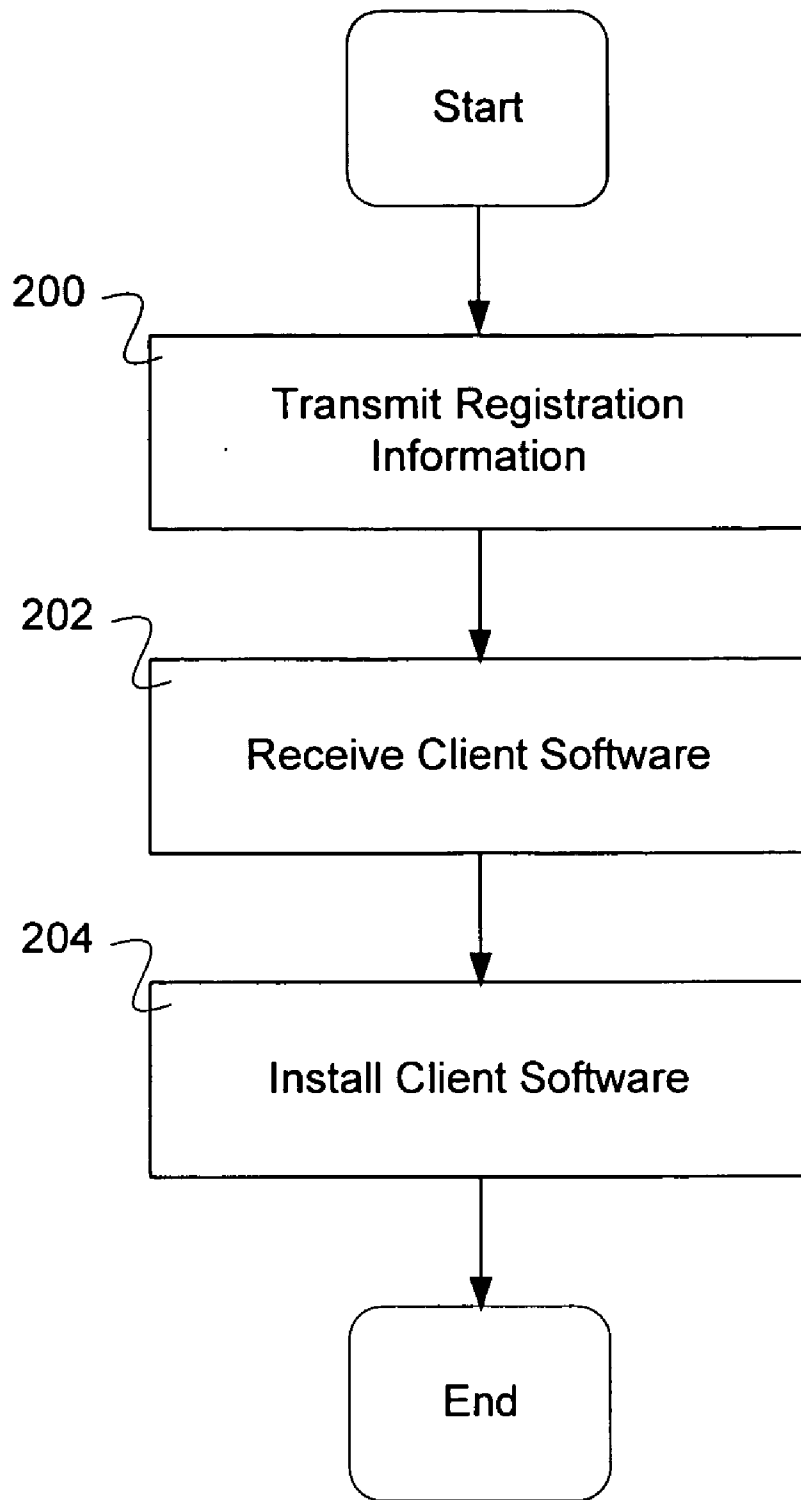 Start
200
Transmit Registration
Information
202
Receive Client Software
204
Install Client Software
End